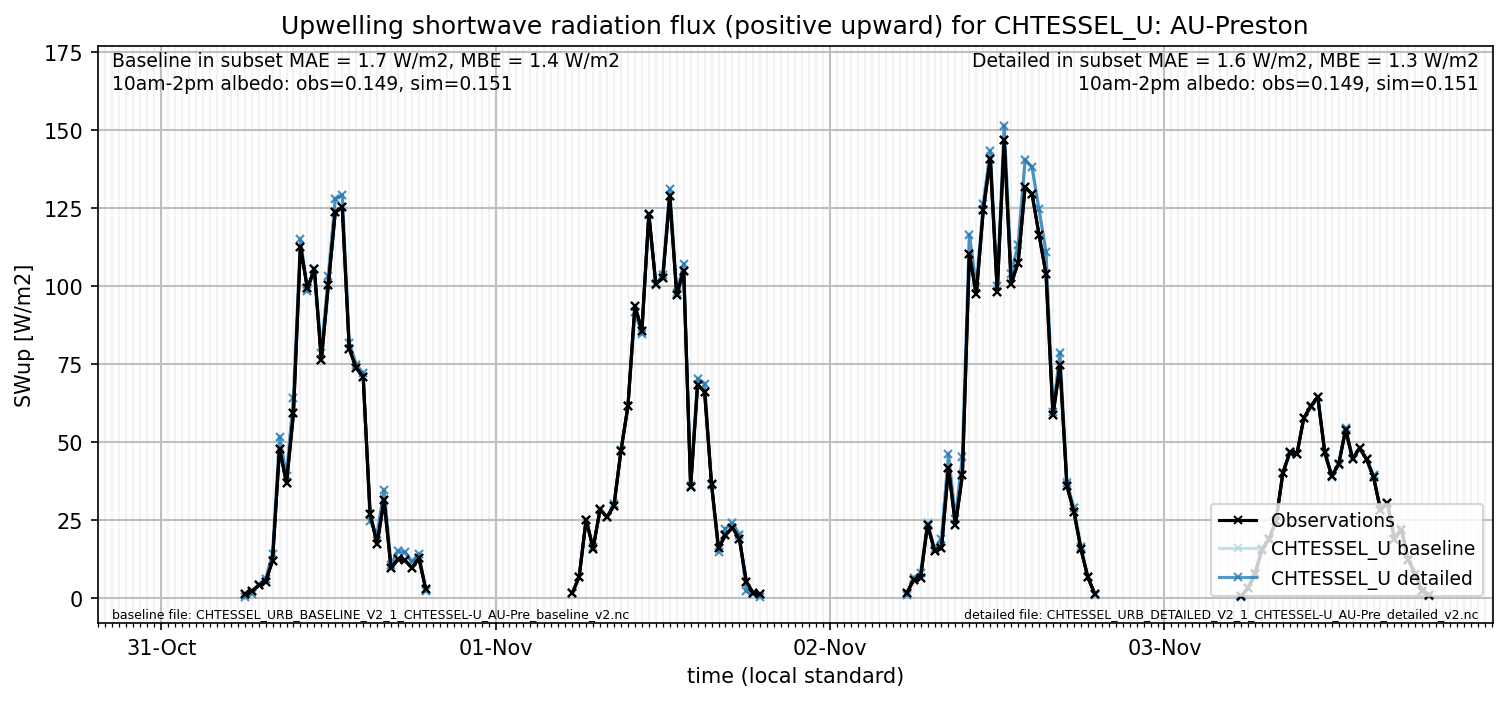 Upwelling shortwave radiation flux (positive upward) for CHTESSEL_U: AU-Preston
Baseline in subset MAE = 1.7 W/m2, MBE = 1.4 W/m2
10am-2pm albedo: obs=0.149, sim=0.151
Detailed in subset MAE = 1.6 W/m2, MBE = 1.3 W/m2
10am-2pm albedo: obs=0.149, sim=0.151
SWup [W/m2]
175
150
125
100
75
50
25
0
Observations
CHTESSEL_U baseline
CHTESSEL_U detailed
baseline file: CHTESSEL_URB_BASELINE_V2_1_CHTESSEL-U_AU-Pre_baseline_v2.nc
detailed file: CHTESSEL_URB_DETAILED_V2_1_CHTESSEL-U_AU-Pre_detailed_v2.nc
31-Oct
01-Nov
02-Nov
03-Nov
time (local standard)